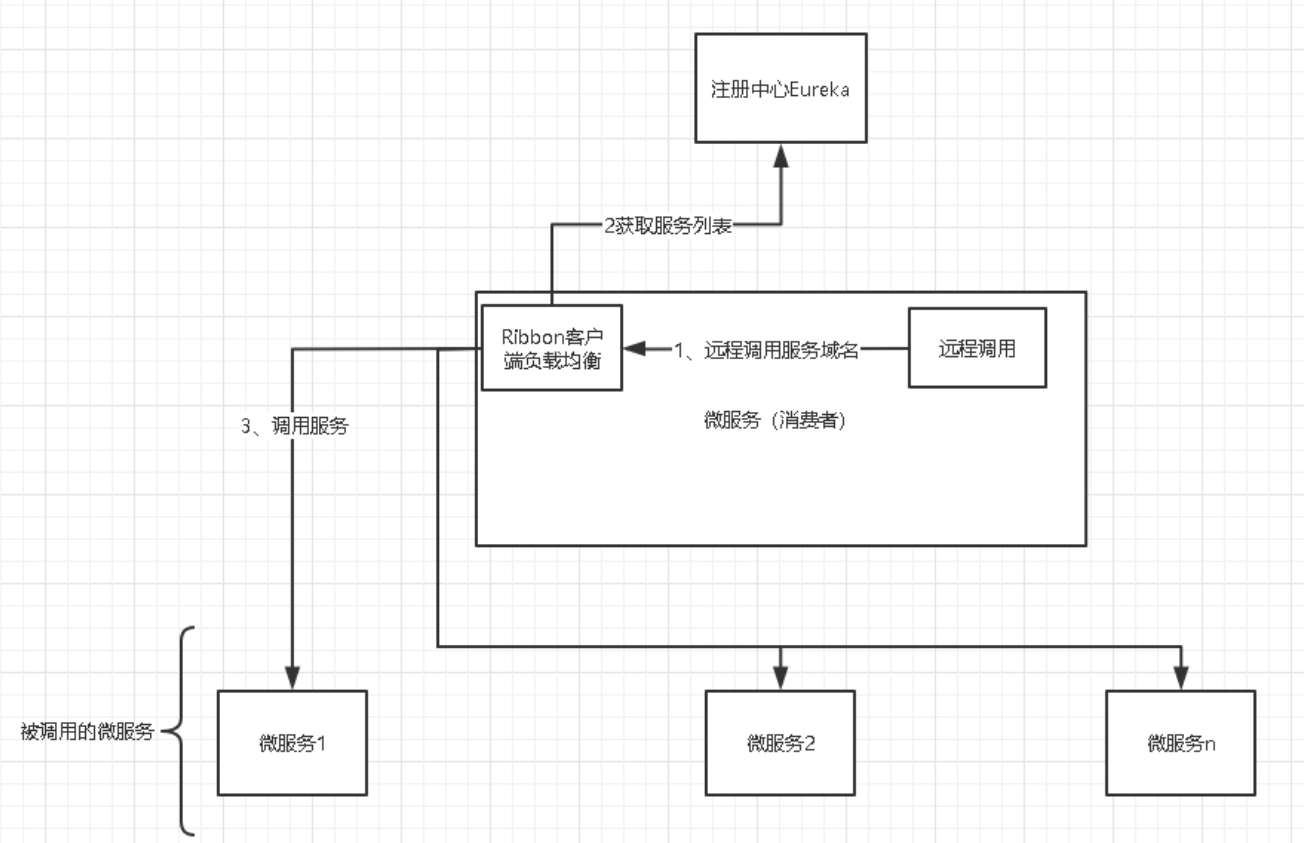 注册中心Eureka
2获取服务列表
Ribbon客户
端负载均衡
1、远程调用服务域名
远程调用
微服务（消费者）
3、调用服务
被调用的微服务
微服务1
微服务2
微服务n